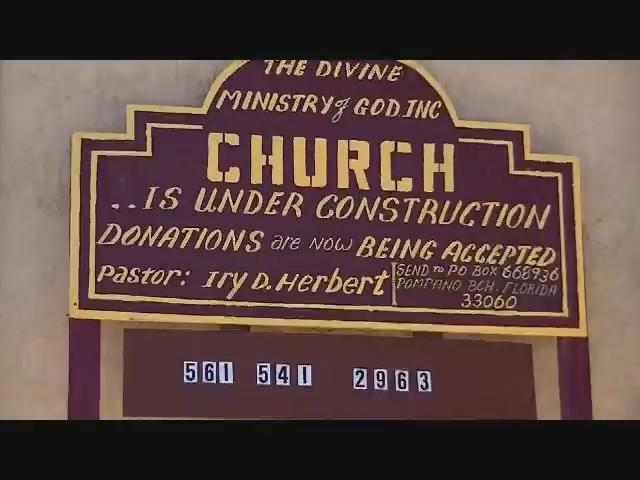 THE DIVINE
MINISTRY of GOD INC
CHURCH
..IS UNDER CONSTRUCTION
DONATIONS are NOW BEING ACCEPTED
Pastor: Iry D. Herbert
SEND to PO BOX 668936
POMPANO BCH. FLORIDA
33060
561 541 2963